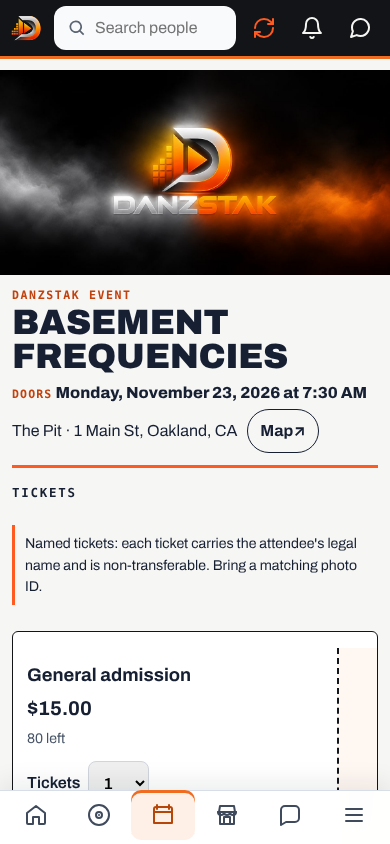 Search people
DANZSTAK
DANZSTAK EVENT
BASEMENT
FREQUENCIES
DOORS Monday, November 23, 2026 at 7:30 AM
The Pit · 1 Main St, Oakland, CA Map↗
TICKETS
Named tickets: each ticket carries the attendee's legal
name and is non-transferable. Bring a matching photo
ID.
General admission
$15.00
80 left
Tickets 1